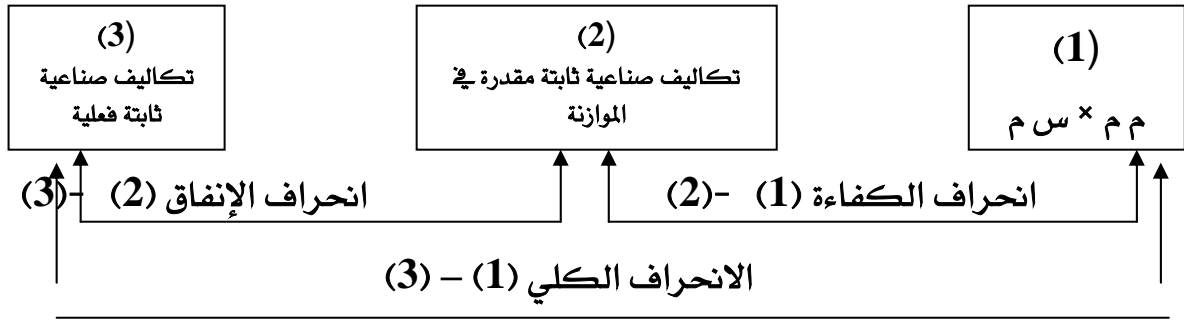 (1)
م م × س م
(2)
تكاليف صناعية ثابتة مقدرة في
الموازنة
(3)
تكاليف صناعية
ثابتة فعلية
انحراف الكفاءة (1) -(2)
انحراف الإنفاق (2) -(3)
الانحراف الكلي (1) – (3)